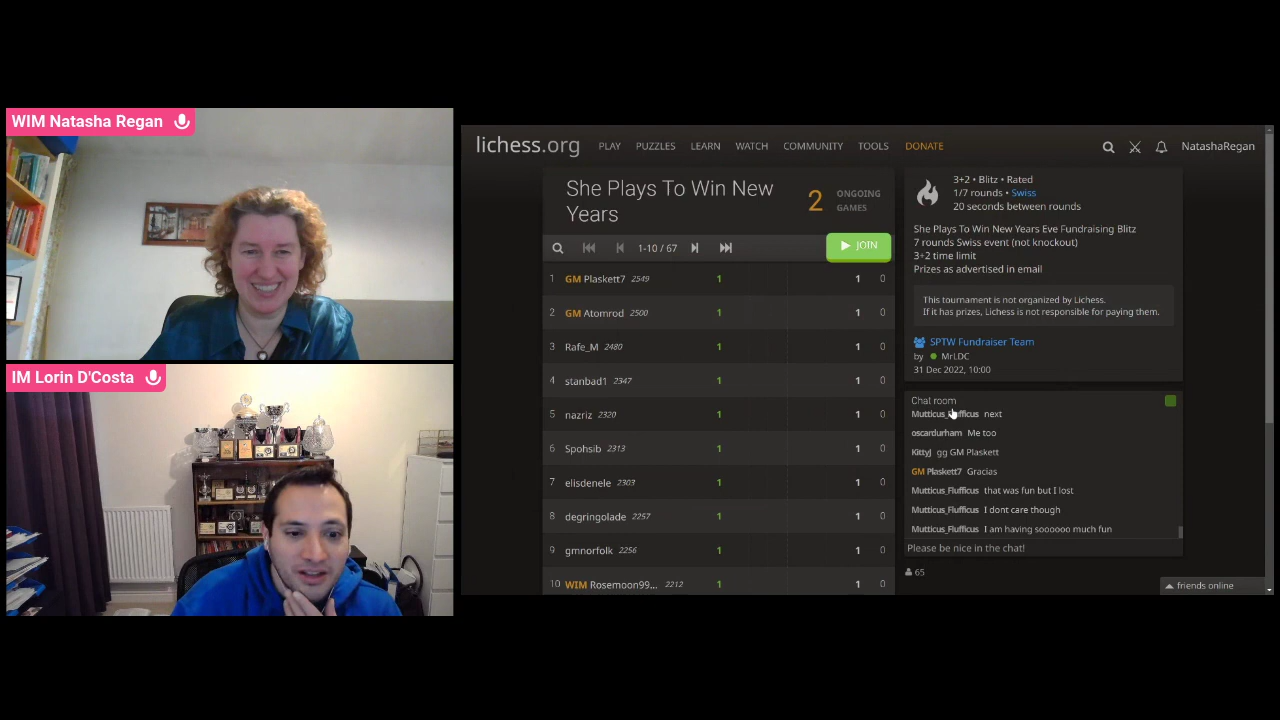 WIM Natasha Regan
IM Lorin D'Costa
lichess.org PLAY PUZZLES LEARN WATCH COMMUNITY TOOLS DONATE NatashaRegan
She Plays To Win New
Years
2 ONGOING
GAMES
1-10 / 67
JOIN
1 GM Plaskett7 2549 1 1 0
2 GM Atomrod 2500 1 1 0
3 Rafe_M 2480 1 1 0
4 stanbad1 2347 1 1 0
5 nazriz 2320 1 1 0
6 Spohsib 2313 1 1 0
7 elisdenele 2303 1 1 0
8 degringolade 2257 1 1 0
9 gmnorfolk 2256 1 1 0
10 WIM Rosemoon99... 2212 1 1 0
3+2 • Blitz • Rated
1/7 rounds • Swiss
20 seconds between rounds
She Plays To Win New Years Eve Fundraising Blitz
7 rounds Swiss event (not knockout)
3+2 time limit
Prizes as advertised in email
This tournament is not organized by Lichess.
If it has prizes, Lichess is not responsible for paying them.
SPTW Fundraiser Team
by MrLDC
31 Dec 2022, 10:00
Chat room
Mutticus_Flufficus next
oscardurham Me too
KittyJ gg GM Plaskett
GM Plaskett7 Gracias
Mutticus_Flufficus that was fun but I lost
Mutticus_Flufficus I dont care though
Mutticus_Flufficus I am having soooooo much fun
Please be nice in the chat!
65
friends online